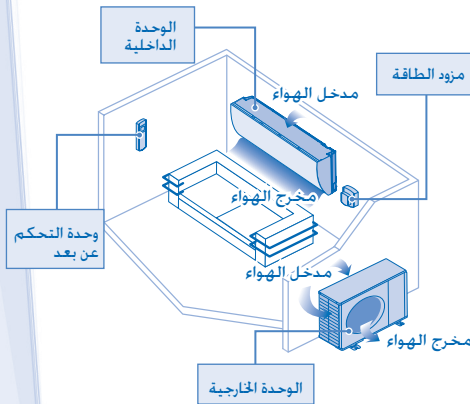 الوحدة
الداخلية
مزود الطاقة
مدخل الهواء
مخرج الهواء
وحدة التحكم
عن بعد
مدخل الهواء
مخرج الهواء
الوحدة الخارجية